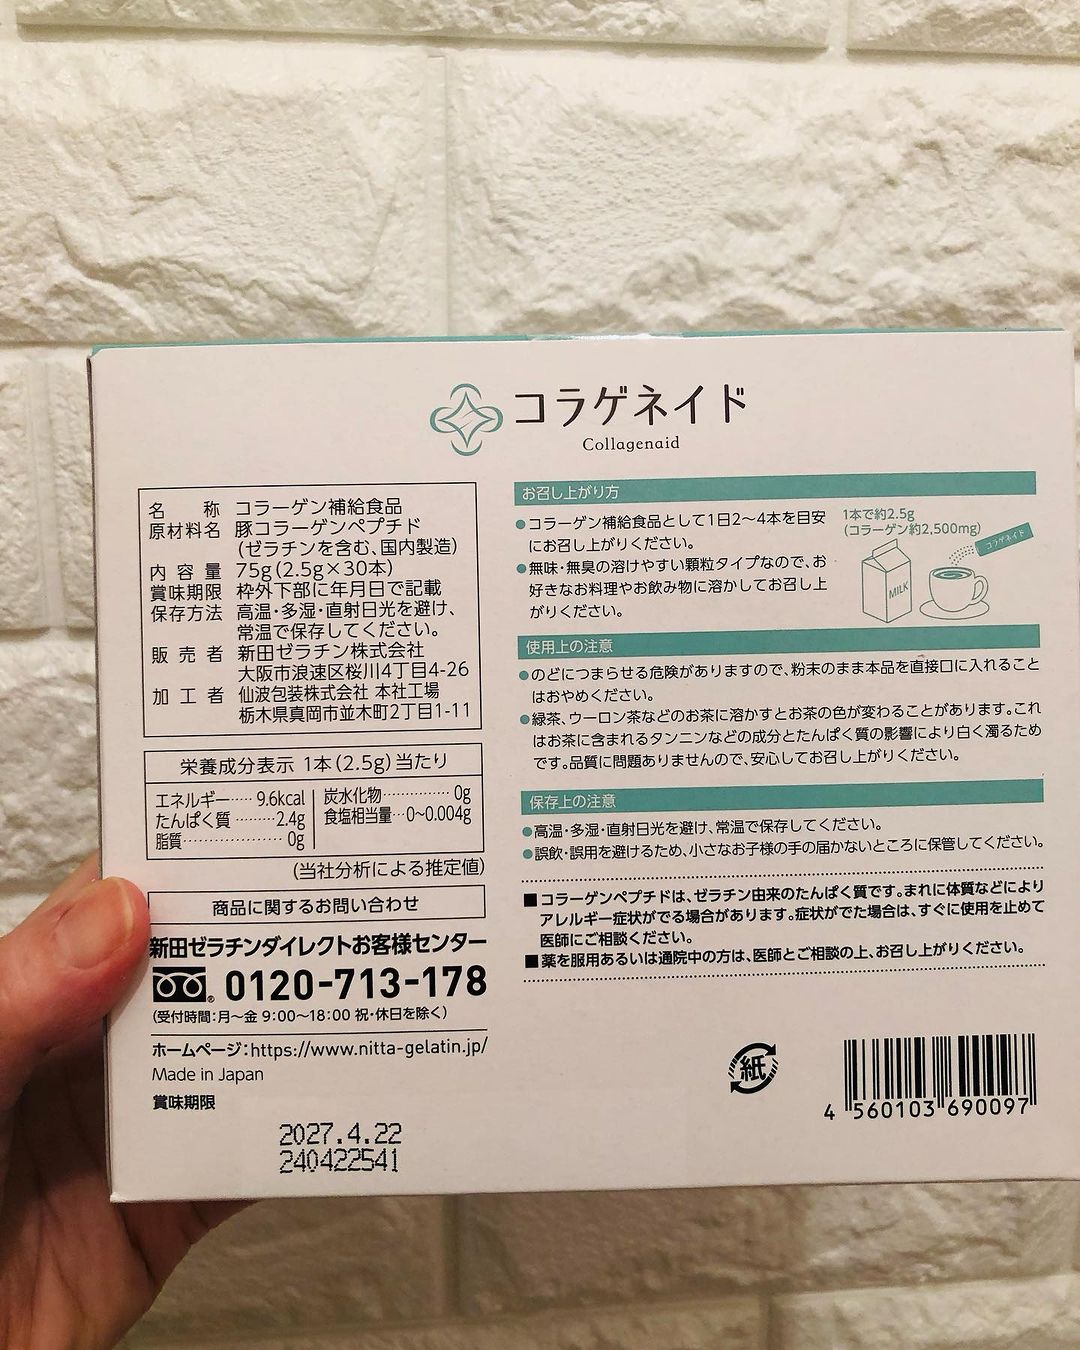 コラゲネイド
Collagenaid
名 称 コラーゲン補給食品
原材料名 豚コラーゲンペプチド
(ゼラチンを含む、国内製造)
内容量 75g(2.5g×30本)
賞味期限 枠外下部に年月日で記載
保存方法 高温・多湿・直射日光を避け、
常温で保存してください。
販売者 新田ゼラチン株式会社
大阪市浪速区桜川4丁目4-26
加工者 仙波包装株式会社 本社工場
栃木県真岡市並木町2丁目1-11
栄養成分表示 1本(2.5g)当たり
エネルギー…… 9.6kcal
たんぱく質………2.4g
脂質……………… 0g
炭水化物…………… 0g
食塩相当量…0~0.004g
(当社分析による推定値)
商品に関するお問い合わせ
新田ゼラチンダイレクトお客様センター
® 0120-713-178
(受付時間:月~金 9:00~18:00 祝・休日を除く)
ホームページ:https://www.nitta-gelatin.jp/
Made in Japan
賞味期限
2027.4.22
240422541
お召し上がり方
●コラーゲン補給食品として1日2~4本を目安
にお召し上がりください。
●無味・無臭の溶けやすい顆粒タイプなので、お
好きなお料理やお飲み物に溶かしてお召し上
がりください。
1本で約2.5g
(コラーゲン約2,500mg)
コラゲネイド
MILK
使用上の注意
●のどにつまらせる危険がありますので、粉末のまま本品を直接口に入れること
はおやめください。
●緑茶、ウーロン茶などのお茶に溶かすとお茶の色が変わることがあります。これ
はお茶に含まれるタンニンなどの成分とたんぱく質の影響により白く濁るため
です。品質に問題ありませんので、安心してお召し上がりください。
保存上の注意
●高温・多湿・直射日光を避け、常温で保存してください。
●誤飲・誤用を避けるため、小さなお子様の手の届かないところに保管してください。
■コラーゲンペプチドは、ゼラチン由来のたんぱく質です。まれに体質などにより
アレルギー症状がでる場合があります。症状がでた場合は、すぐに使用を止めて
医師にご相談ください。
■薬を服用あるいは通院中の方は、医師とご相談の上、お召し上がりください。
紙
4 560103 690097